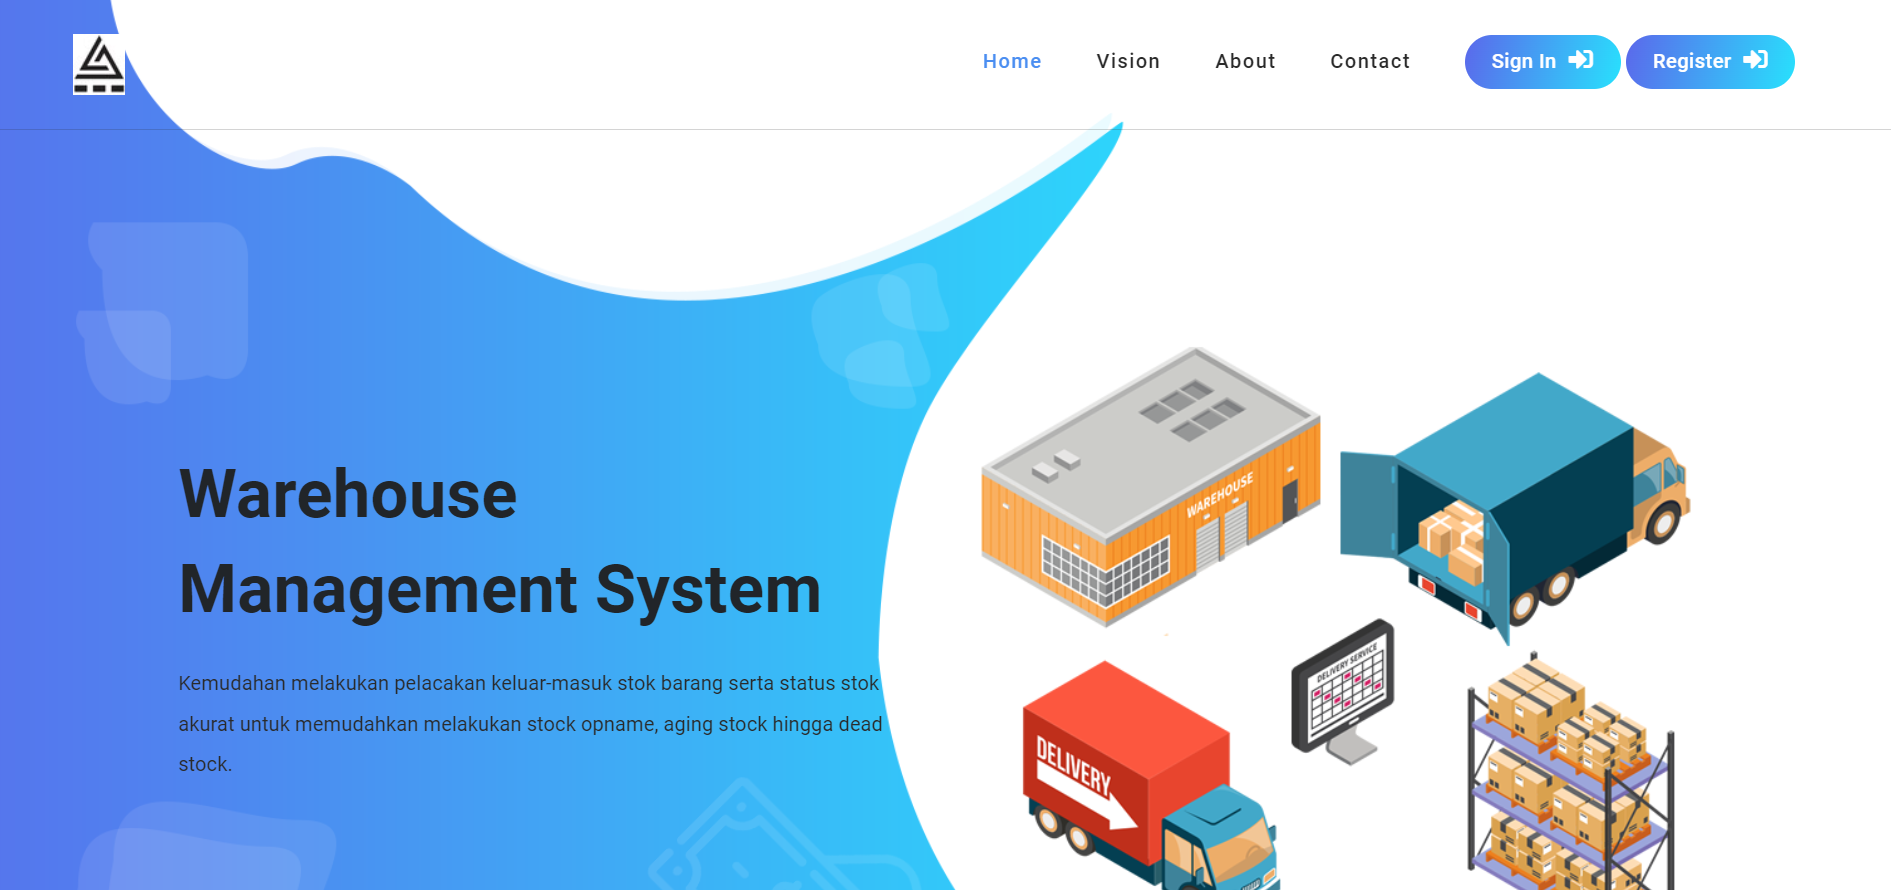 Home Vision About Contact Sign In Register
Warehouse
Management System
Kemudahan melakukan pelacakan keluar-masuk stok barang serta status stok
akurat untuk memudahkan melakukan stock opname, aging stock hingga dead
stock.
WAREHOUSE
DELIVERY SERVICE
DELIVERY